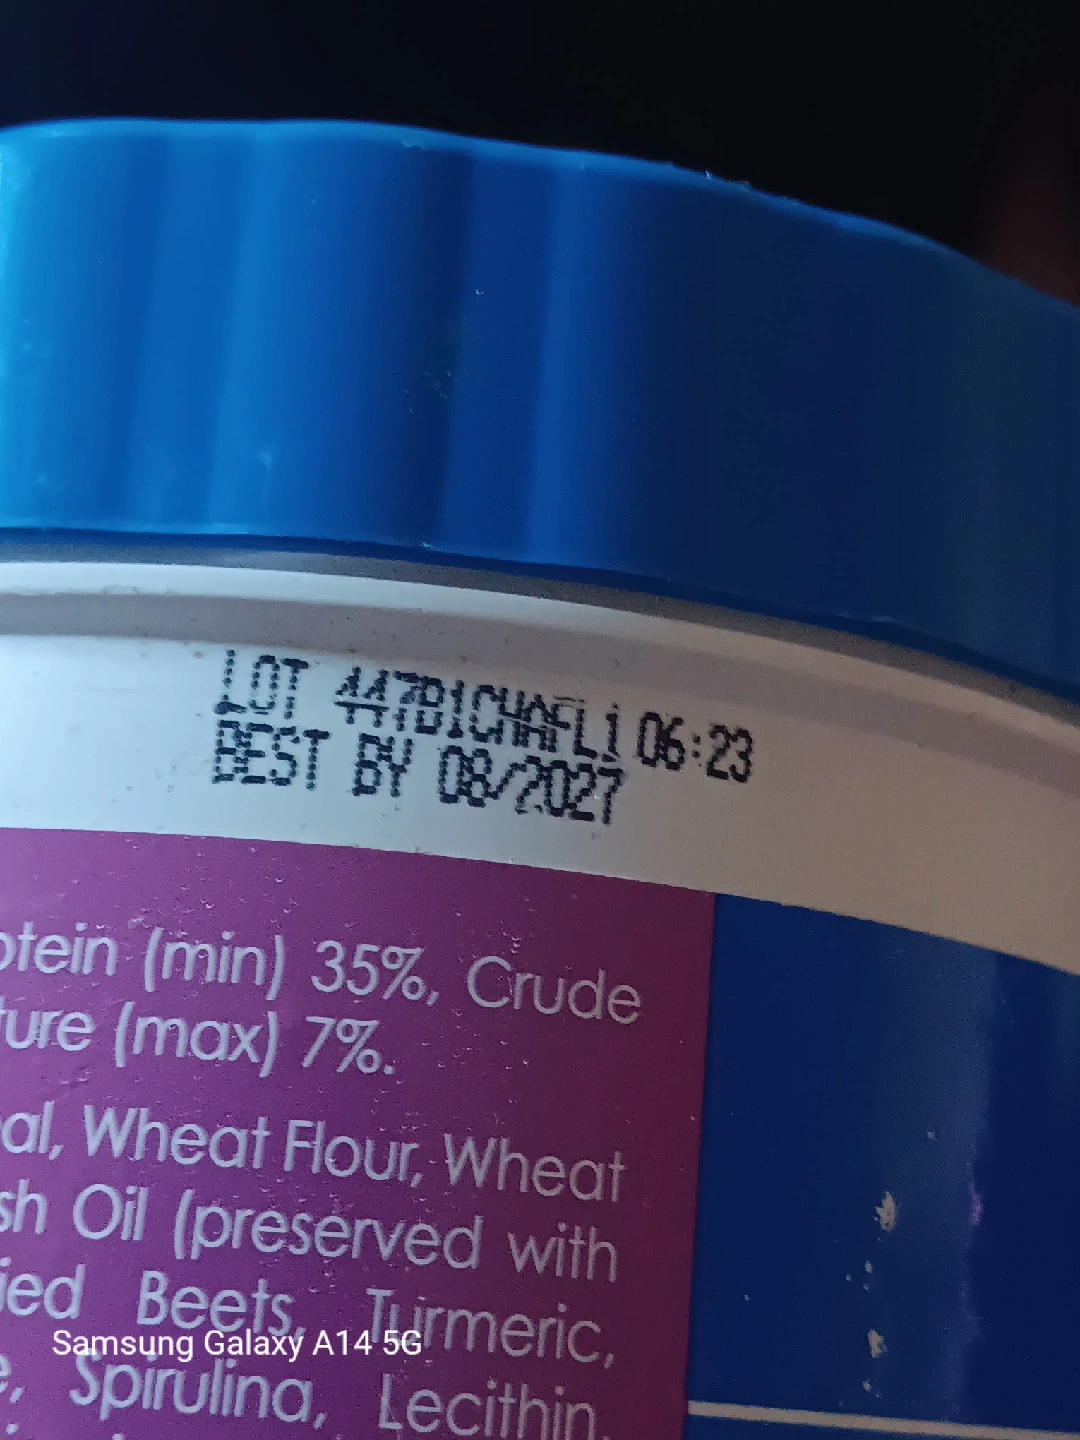 LOT 447B1CHAFL1 06:23
BEST BY 08/2027
otein (min) 35%, Crude
ture (max) 7%.
al, Wheat Flour, Wheat
sh Oil (preserved with
ied Beets, Turmeric,
e, Spirulina, Lecithin,
Samsung Galaxy A14 5G